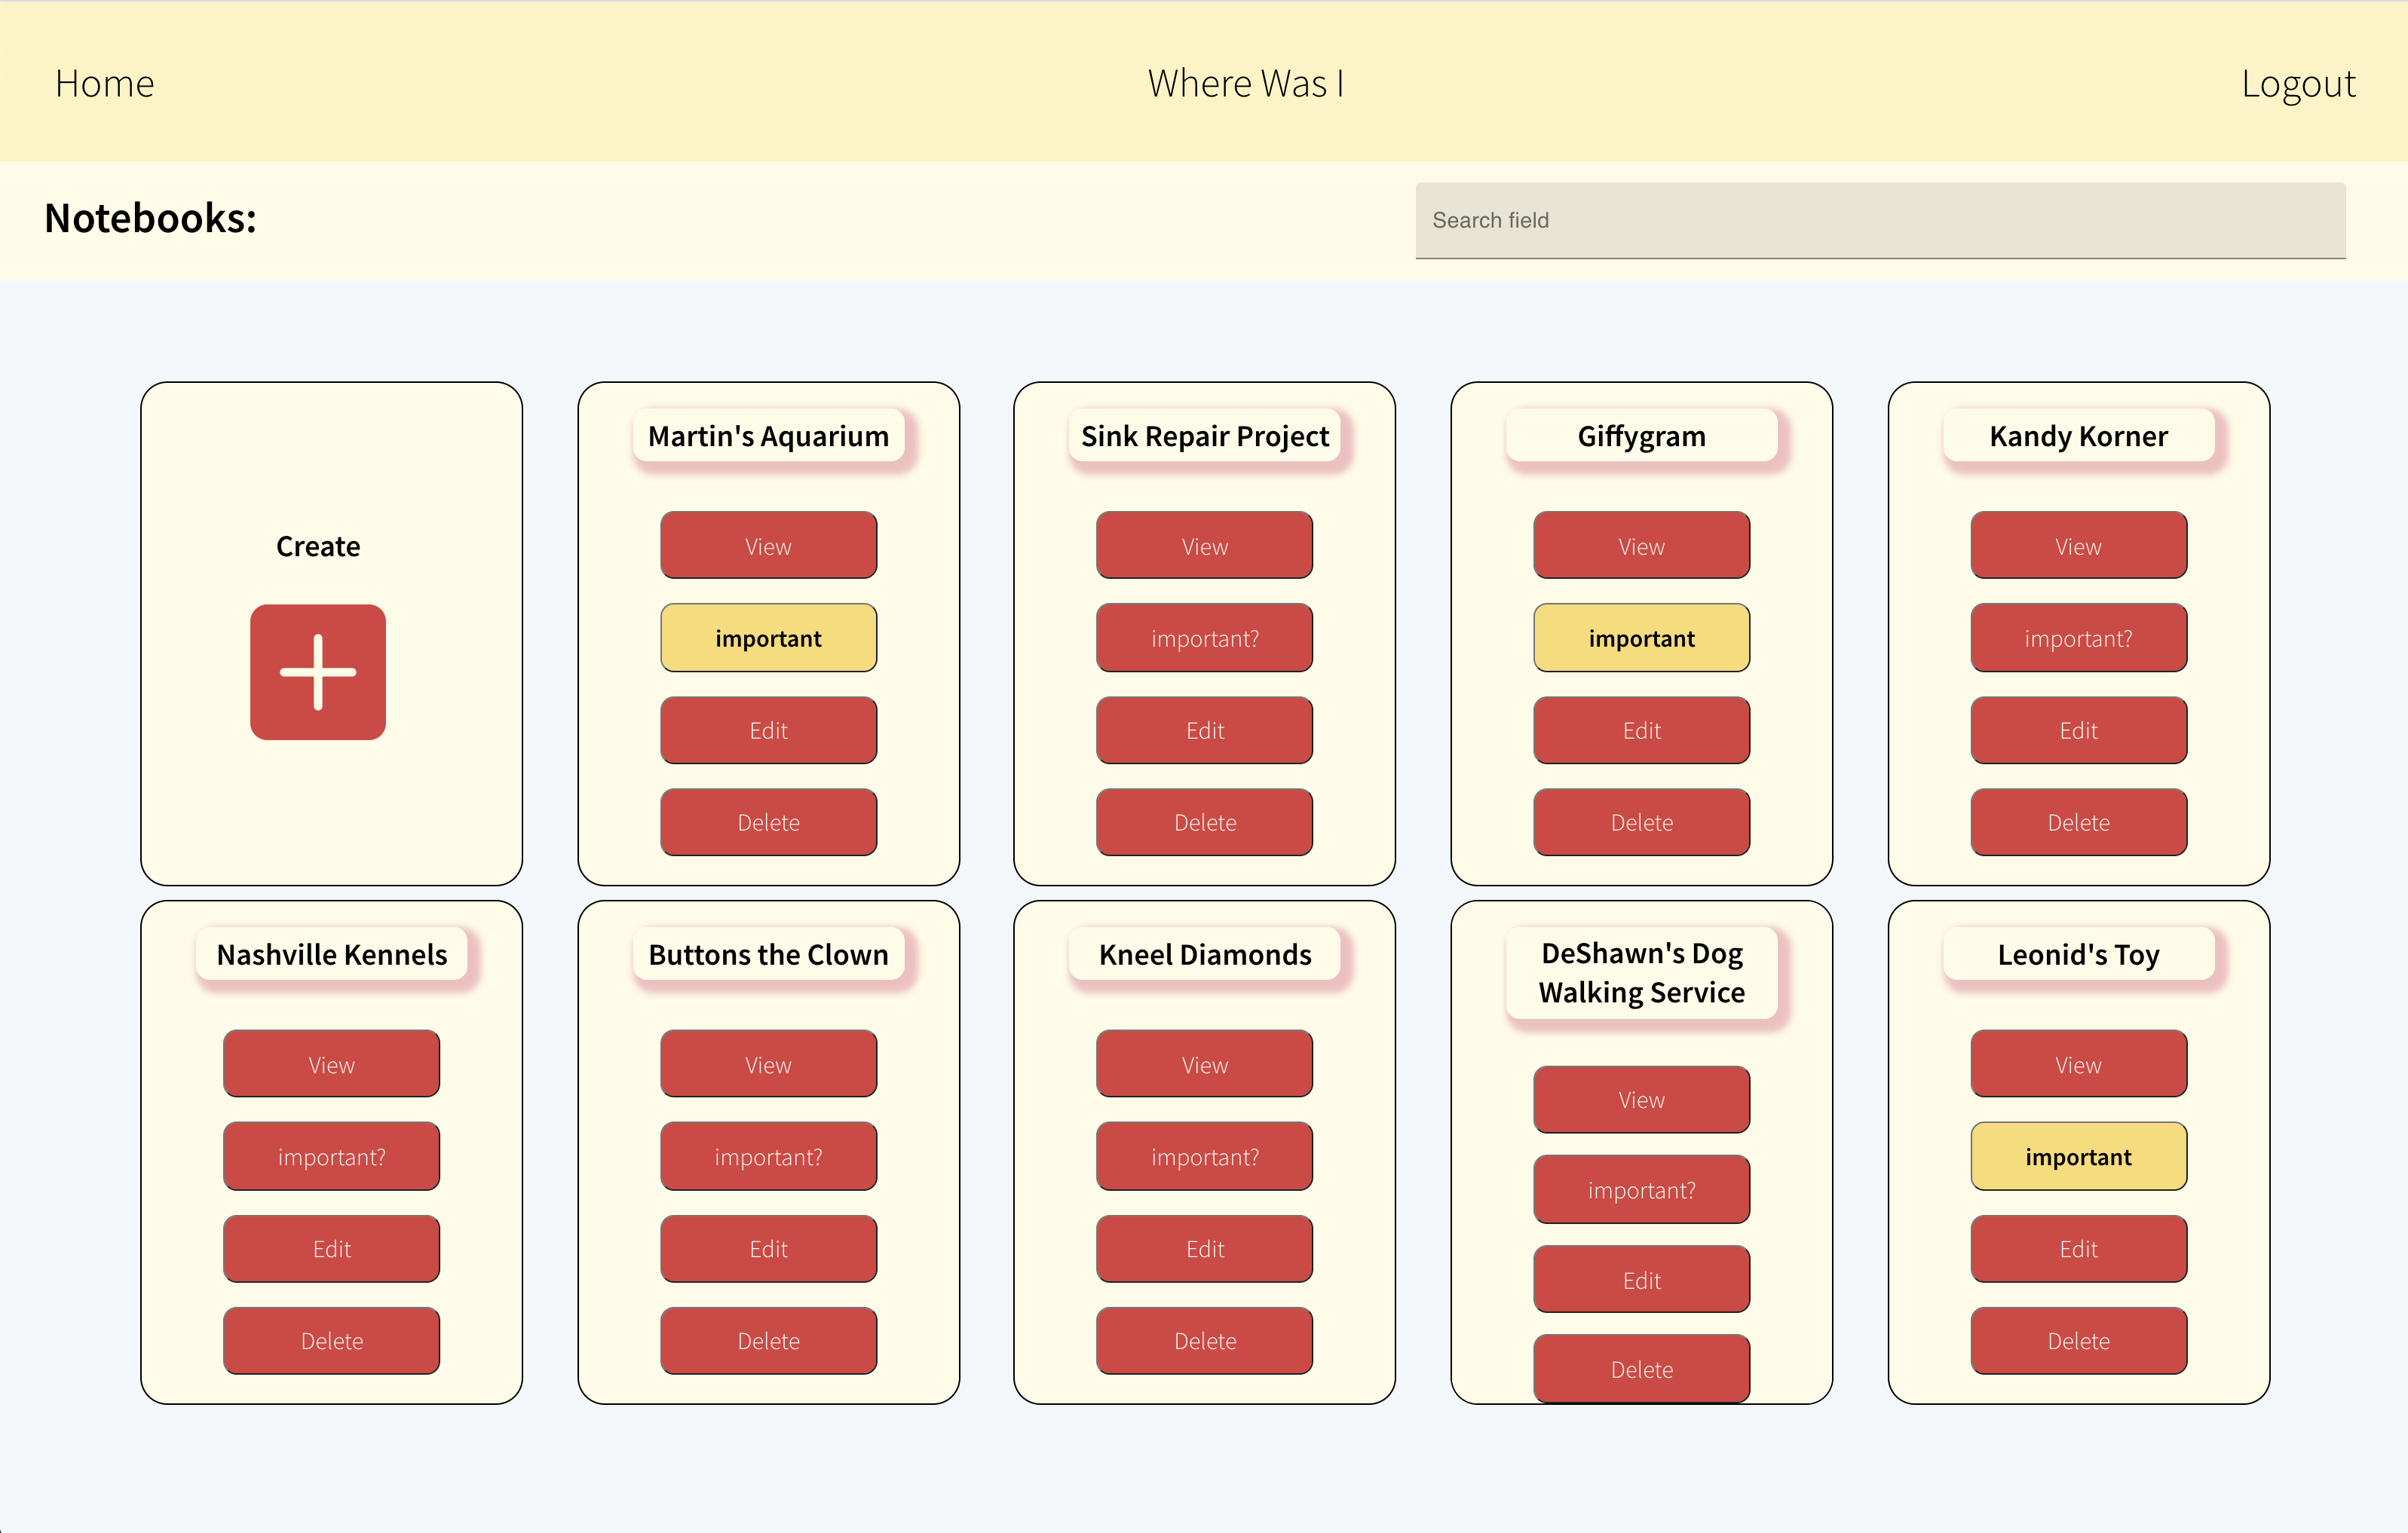 Home
Where Was I
Logout
Notebooks:
Search field
Create
Martin's Aquarium
View
important
Edit
Delete
Sink Repair Project
View
important?
Edit
Delete
Giffygram
View
important
Edit
Delete
Kandy Korner
View
important?
Edit
Delete
Nashville Kennels
View
important?
Edit
Delete
Buttons the Clown
View
important?
Edit
Delete
Kneel Diamonds
View
important?
Edit
Delete
DeShawn's Dog
Walking Service
View
important?
Edit
Delete
Leonid's Toy
View
important
Edit
Delete